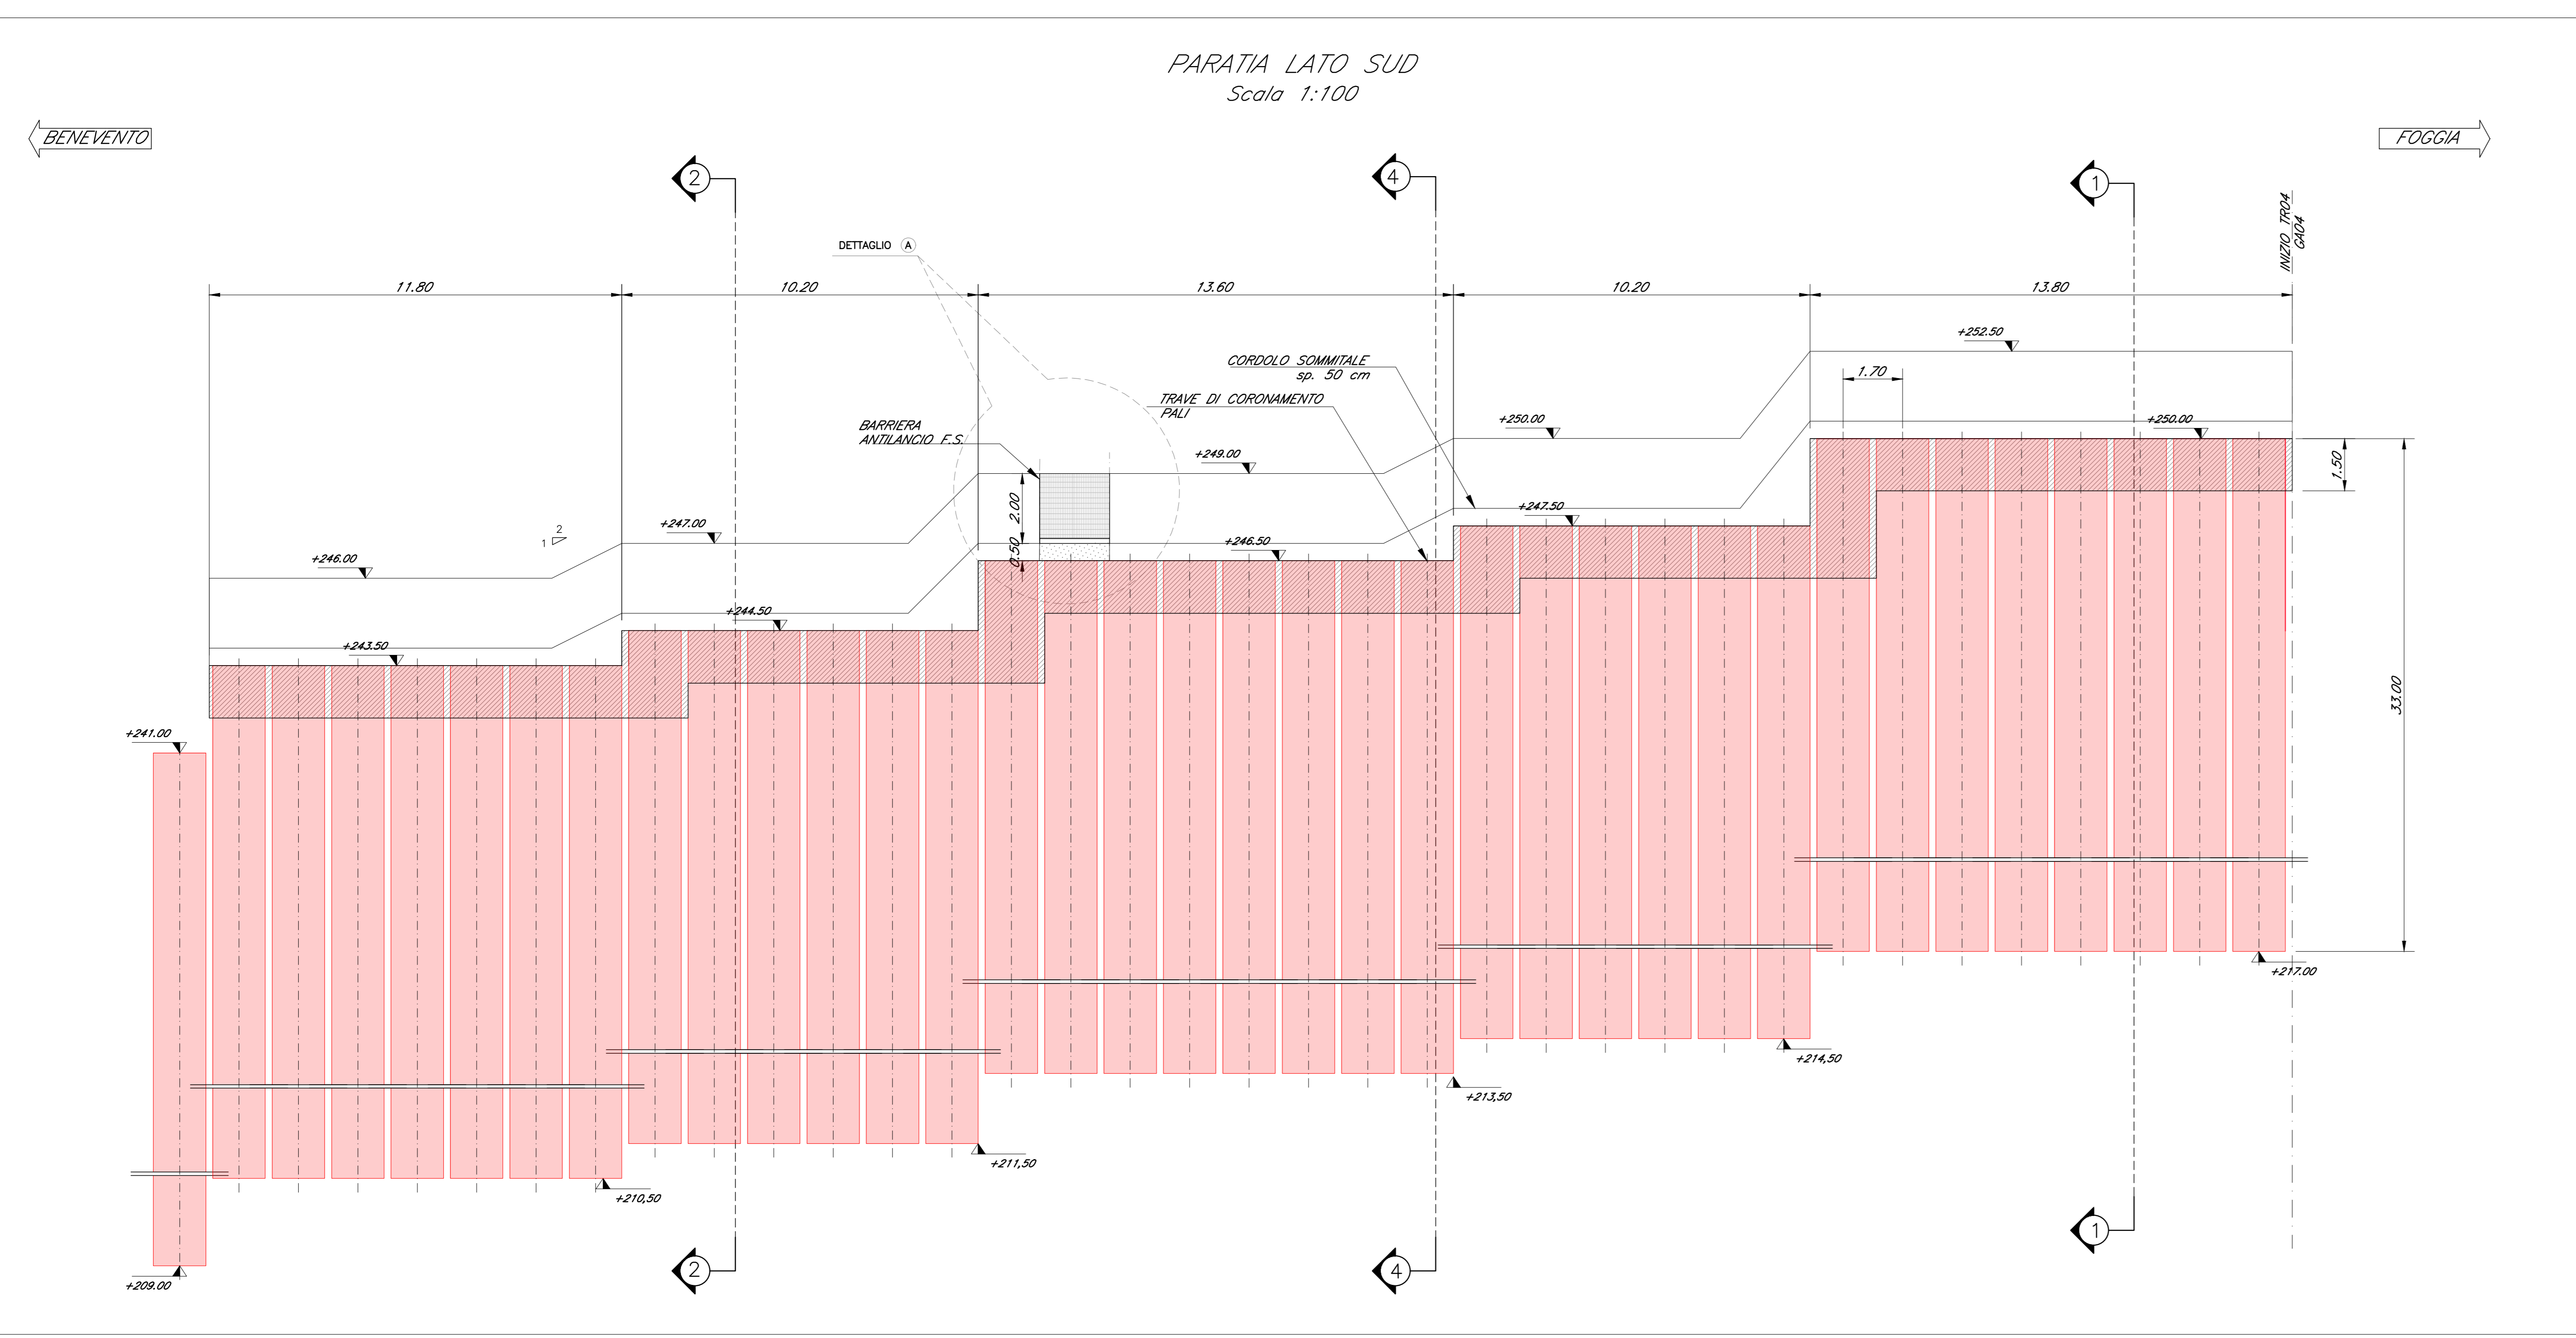 PARATIA LATO SUD
Scala 1:100
BENEVENTO
FOGGIA
2
4
1
INIZIO TR04
GA04
DETTAGLIO A
11.80
10.20
13.60
10.20
13.80
+252.50
CORDOLO SOMMITALE
sp. 50 cm
1.70
TRAVE DI CORONAMENTO
PALI
BARRIERA
ANTILANCIO F.S.
+250.00
+250.00
+249.00
1.50
2.00
+247.50
+247.00
2
1
0.50
+246.50
+246.00
+244.50
+243.50
33.00
+241.00
+217.00
+214,50
+213,50
+211,50
+210,50
+209.00
2
4
1